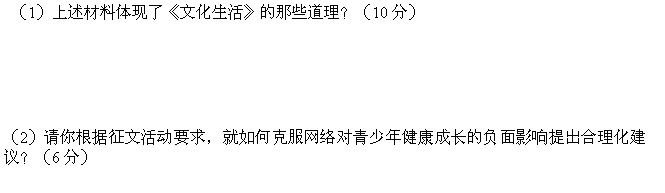 （1）上述材料体现了《文化生活》的那些道理？（10 分）
（2）请你根据征文活动要求，就如何克服网络对青少年健康成长的负面影响提出合理化建
议？（6 分）